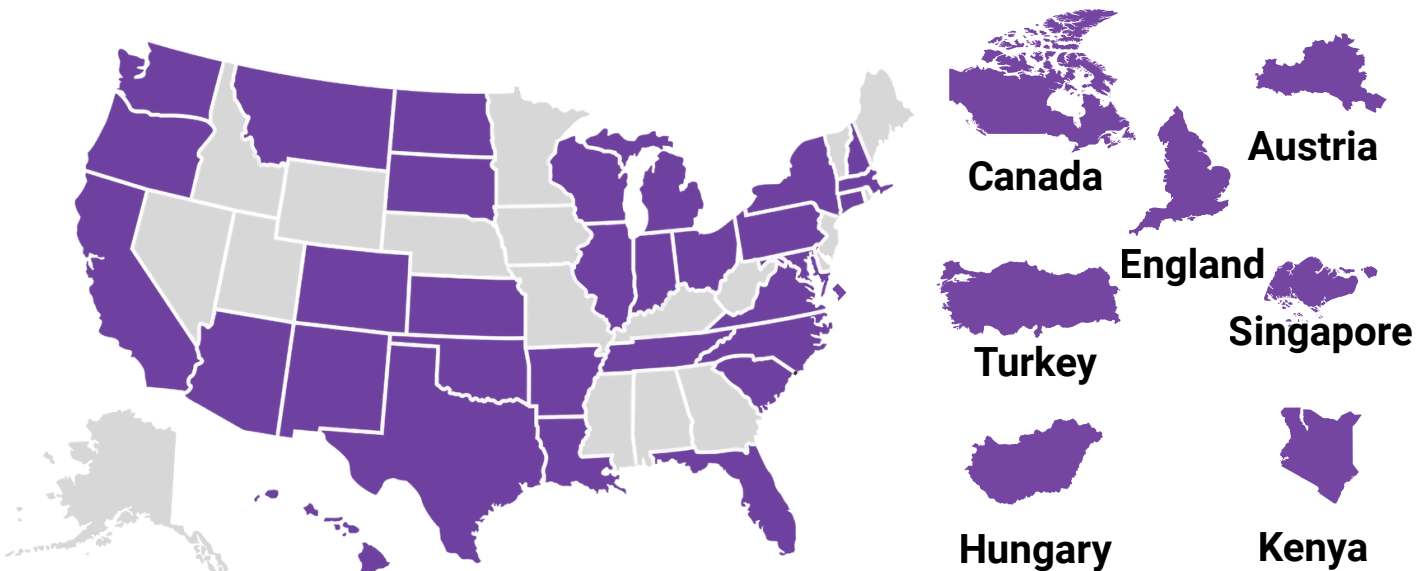 Canada
Austria
England
Turkey
Singapore
Hungary
Kenya